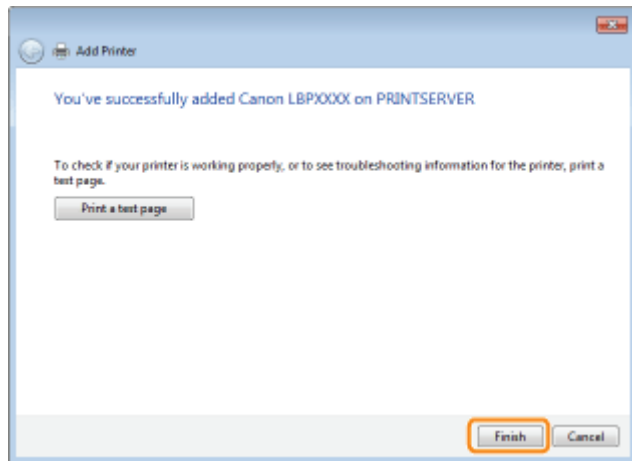 Add Printer
You've successfully added Canon LBPXXXX on PRINTSERVER
To check if your printer is working properly, or to see troubleshooting information for the printer, print a
test page.
Print a test page
Finish Cancel